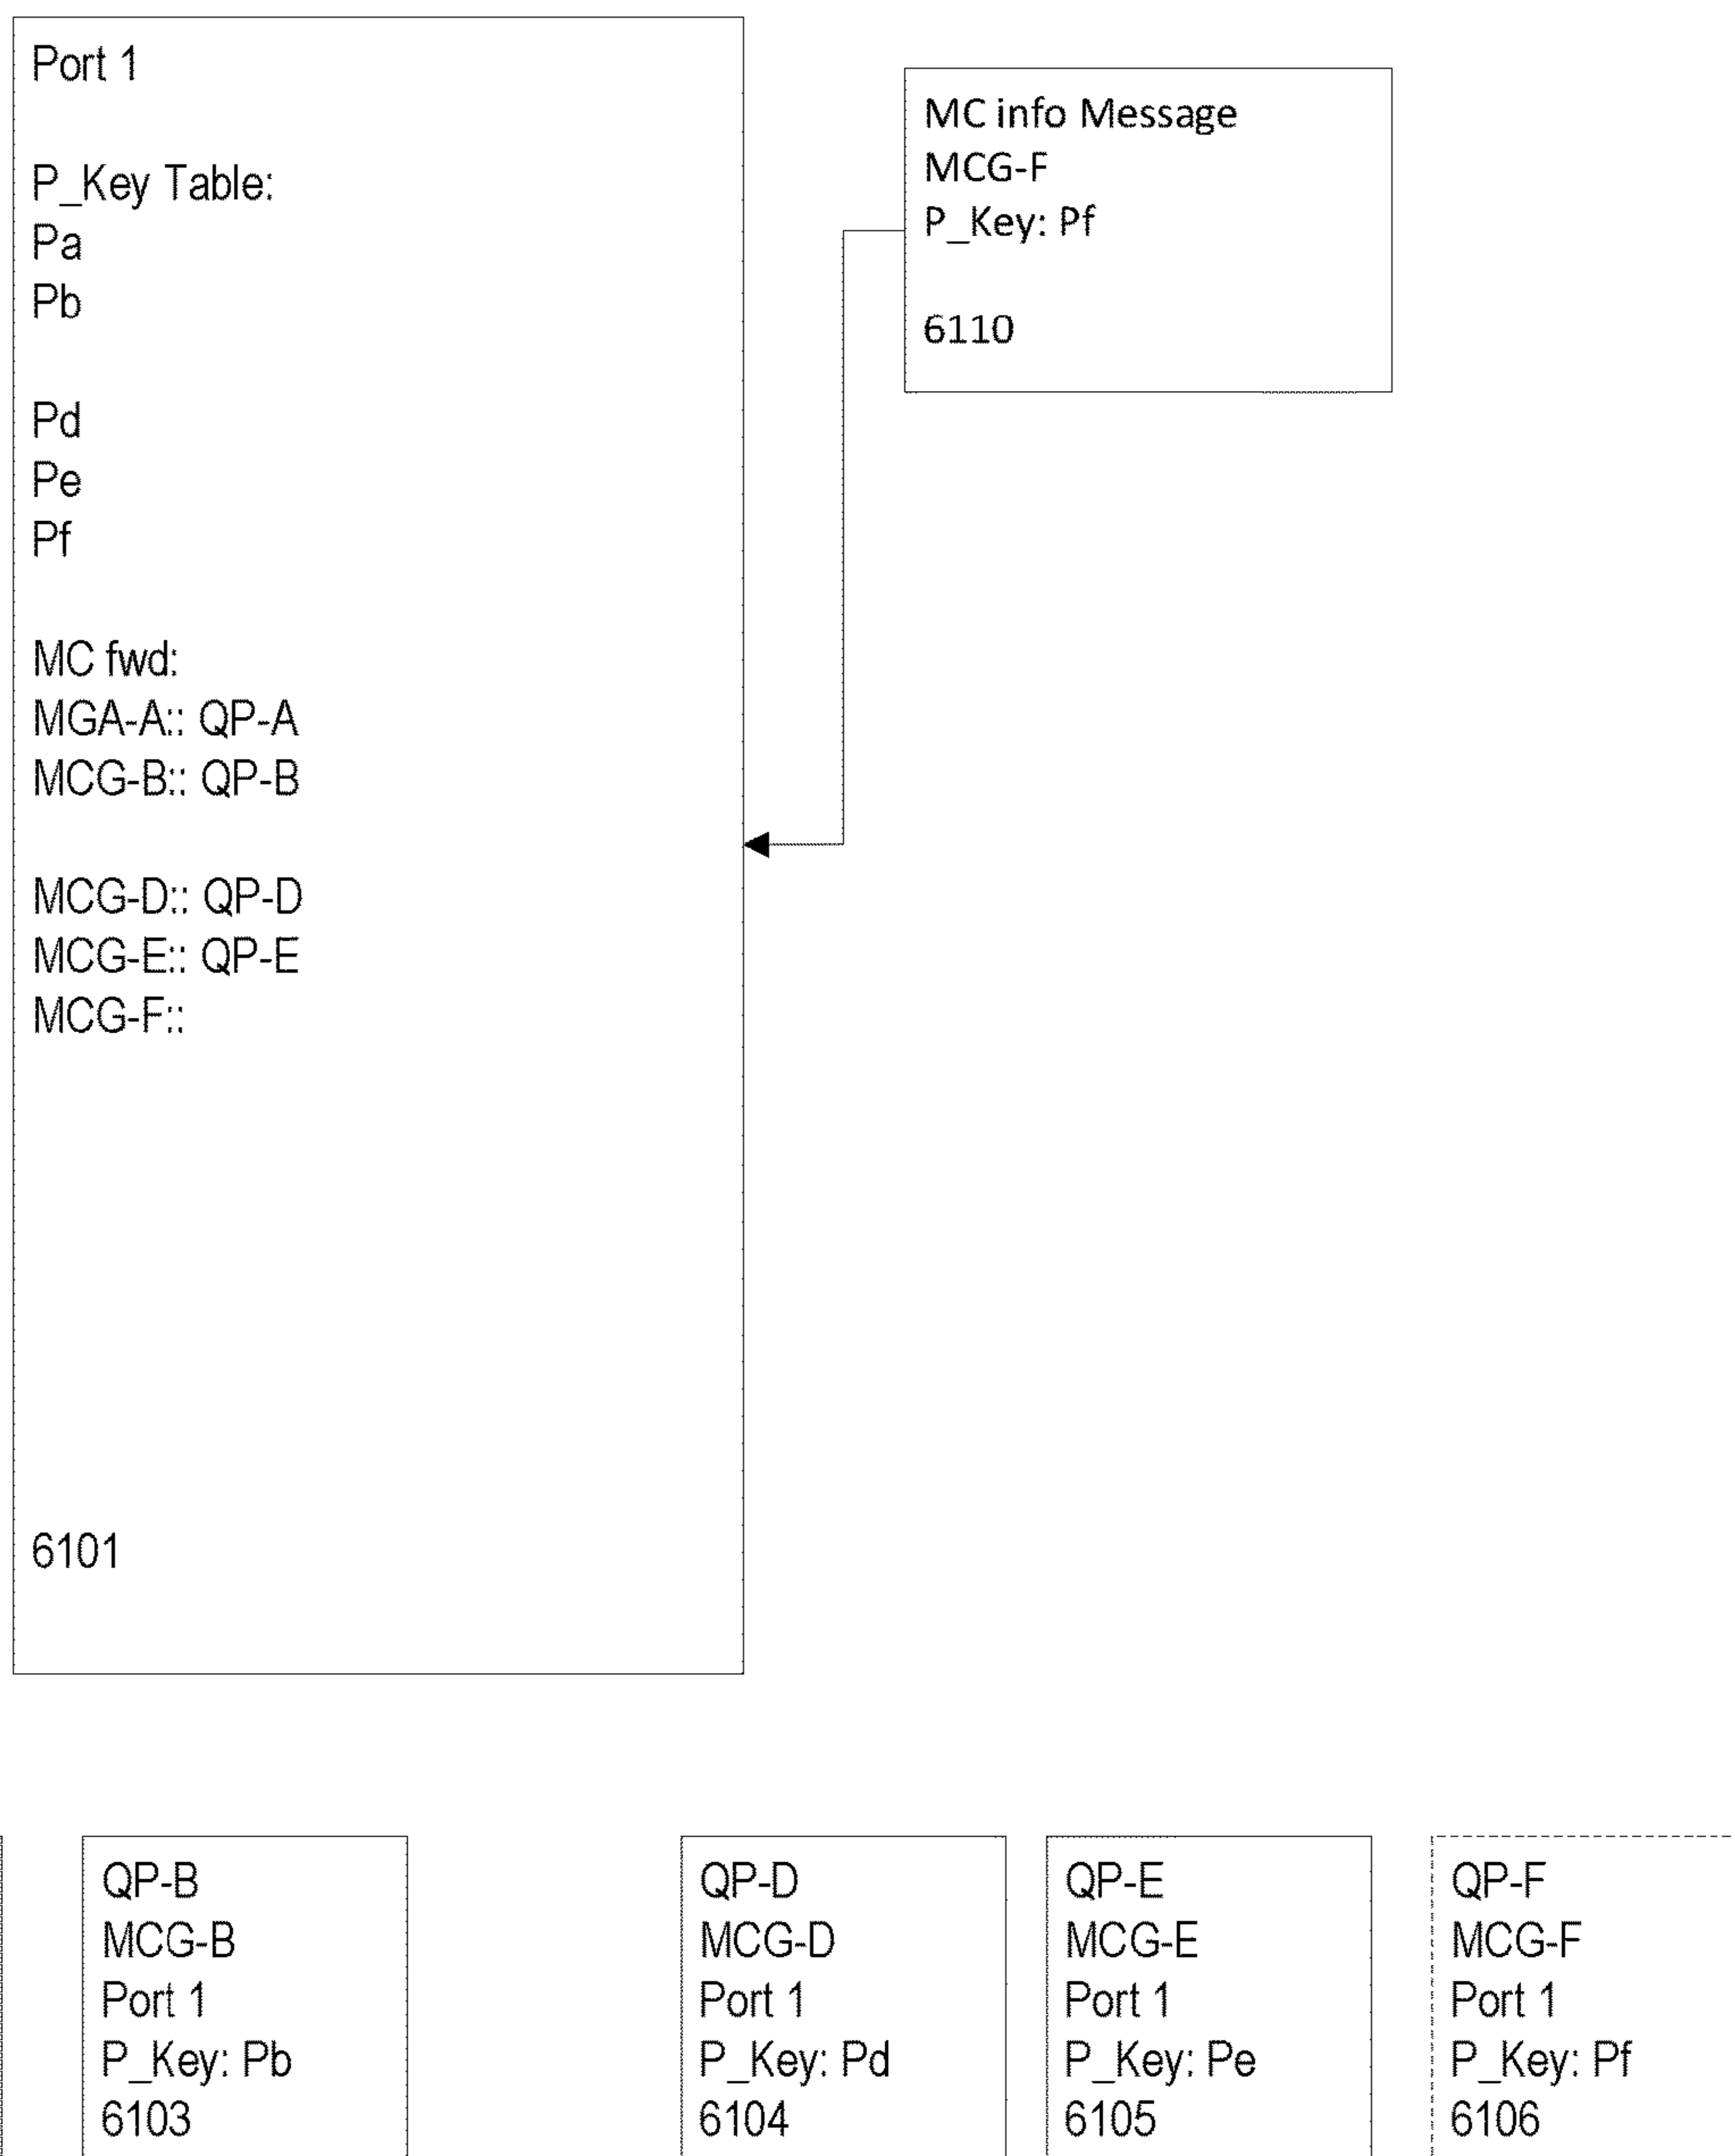 Port 1
P_Key Table:
Pa
Pb
Pd
Pe
Pf
MC fwd:
MGA-A:: QP-A
MCG-B:: QP-B
MCG-D:: QP-D
MCG-E:: QP-E
MCG-F::
6101
MC info Message
MCG-F
P_Key: Pf
6110
QP-B
MCG-B
Port 1
P_Key: Pb
6103
QP-D
MCG-D
Port 1
P_Key: Pd
6104
QP-E
MCG-E
Port 1
P_Key: Pe
6105
QP-F
MCG-F
Port 1
P_Key: Pf
6106